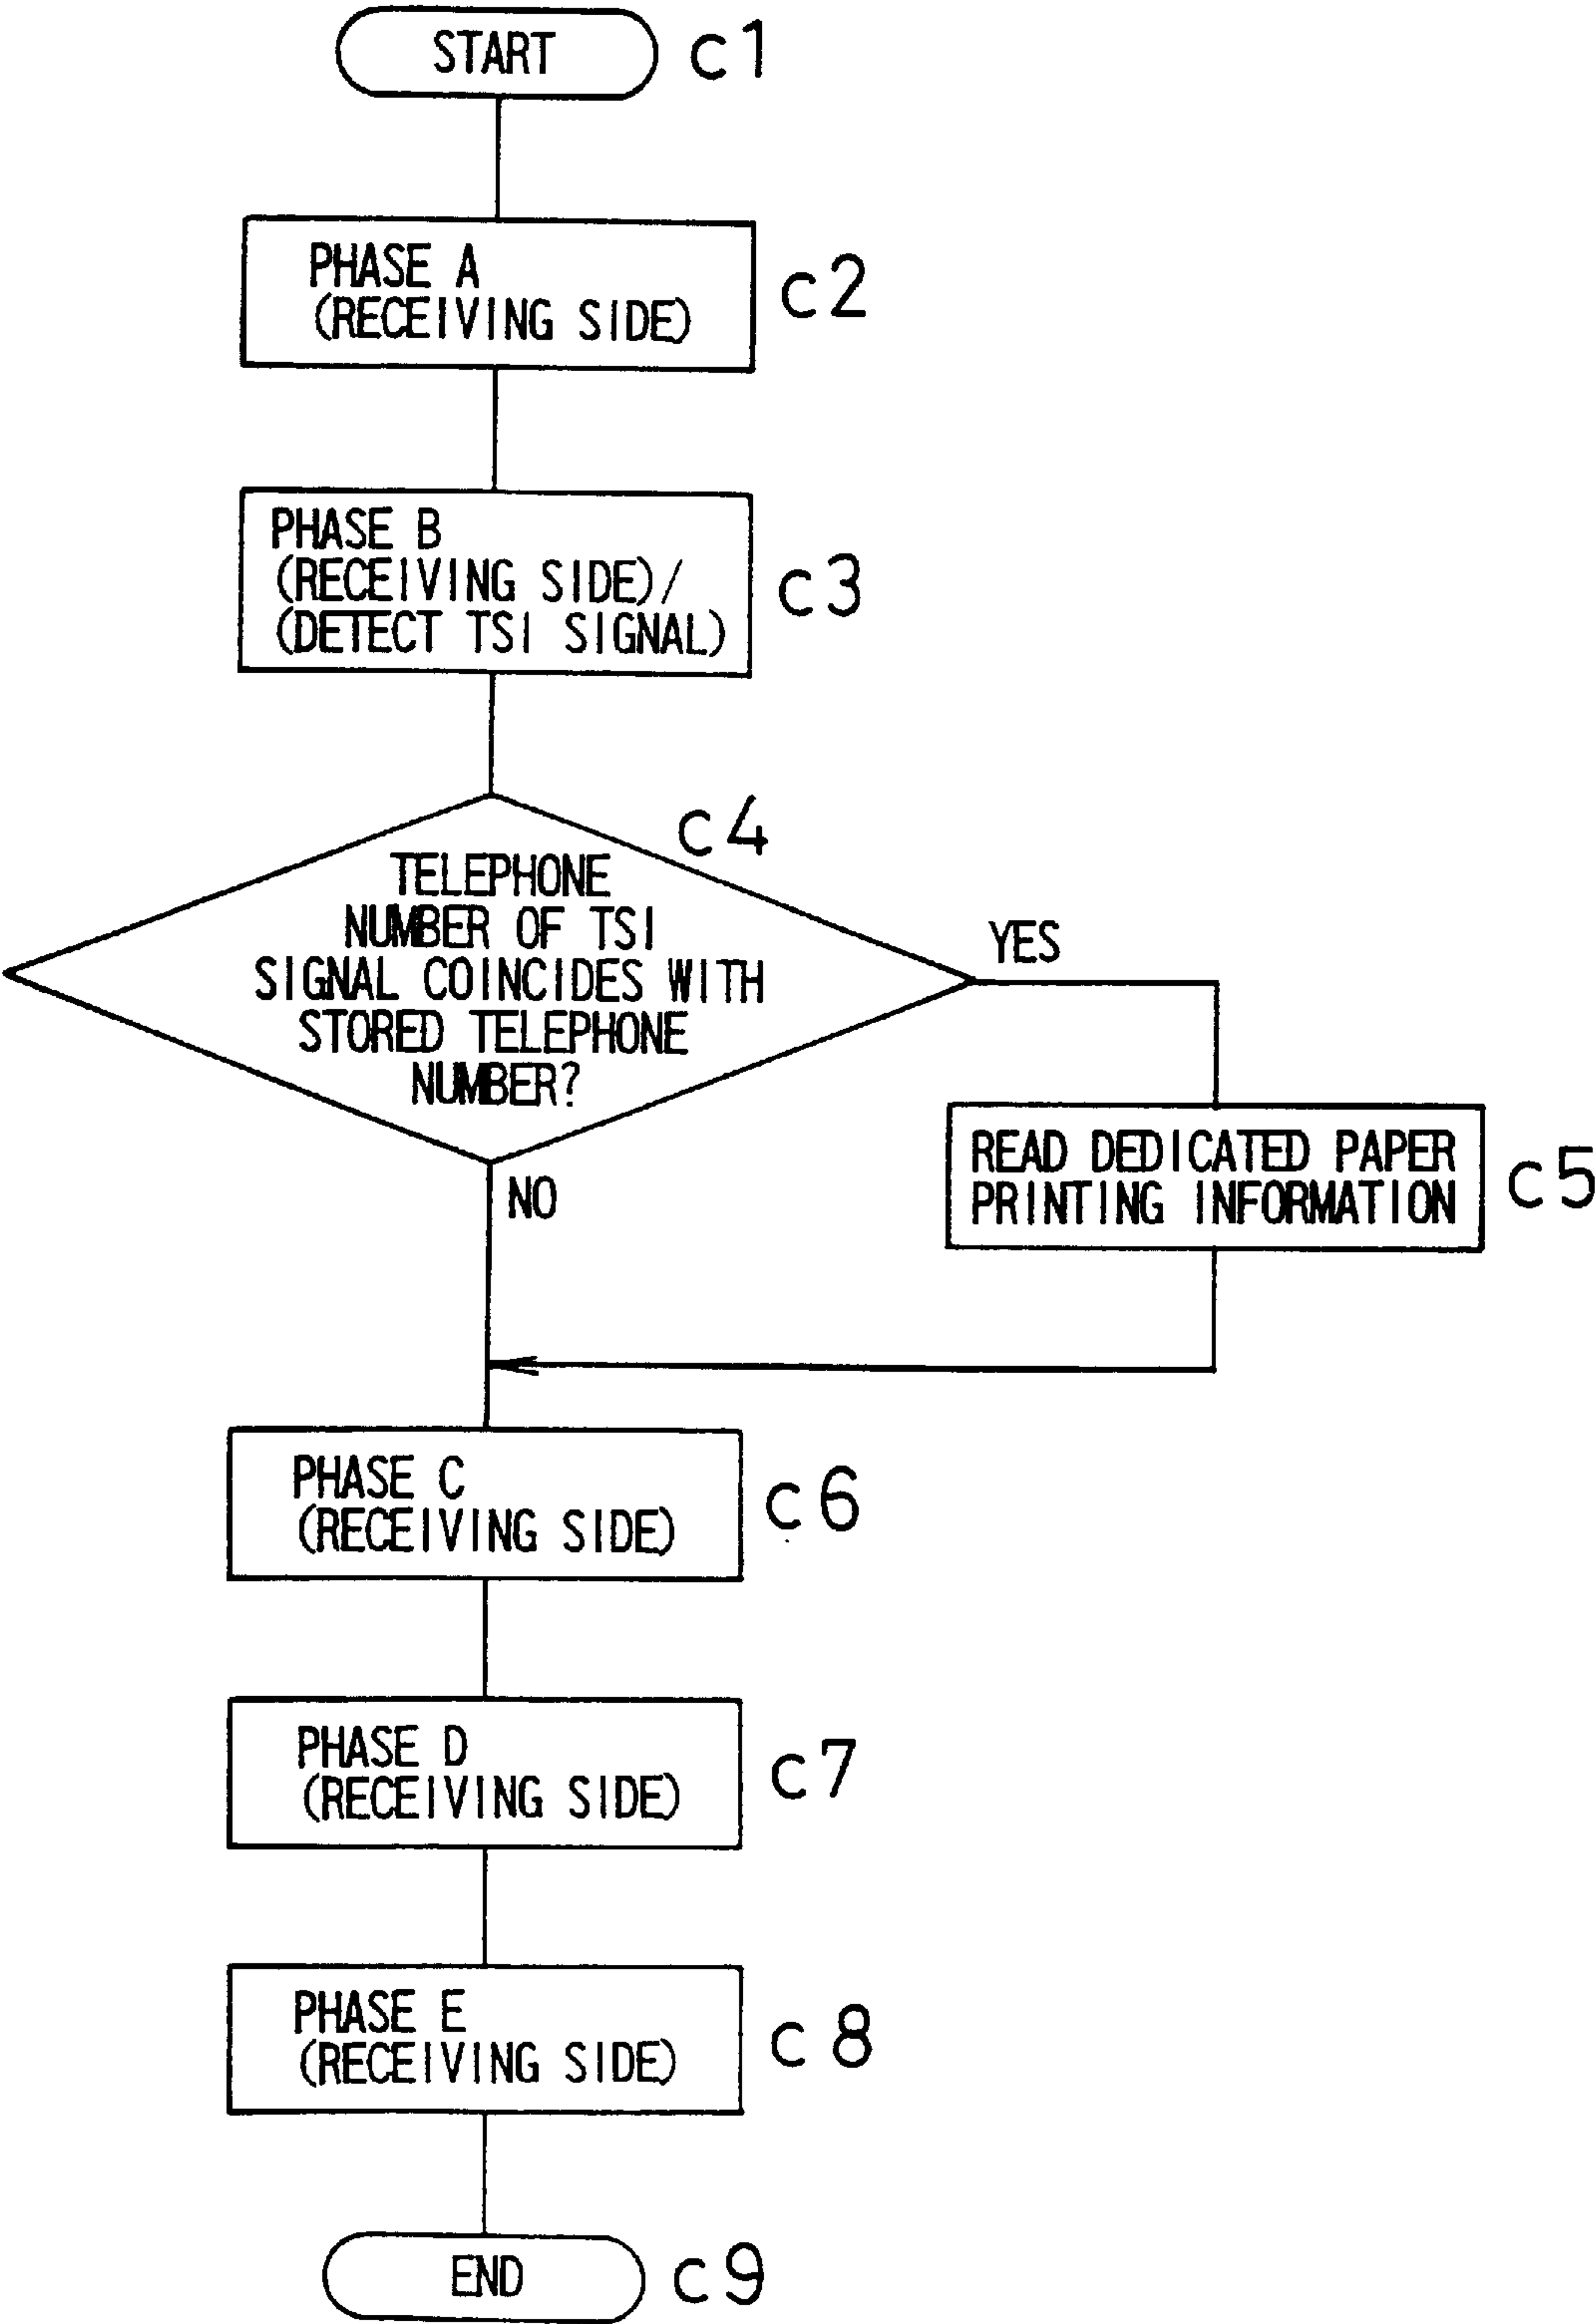 START
c1
PHASE A
(RECEIVING SIDE)
c2
PHASE B
(RECEIVING SIDE)/
(DETECT TSI SIGNAL)
c3
c4
TELEPHONE
NUMBER OF TSI
SIGNAL COINCIDES WITH
STORED TELEPHONE
NUMBER?
YES
NO
READ DEDICATED PAPER
PRINTING INFORMATION
c5
PHASE C
(RECEIVING SIDE)
c6
PHASE D
(RECEIVING SIDE)
c7
PHASE E
(RECEIVING SIDE)
c8
END
c9